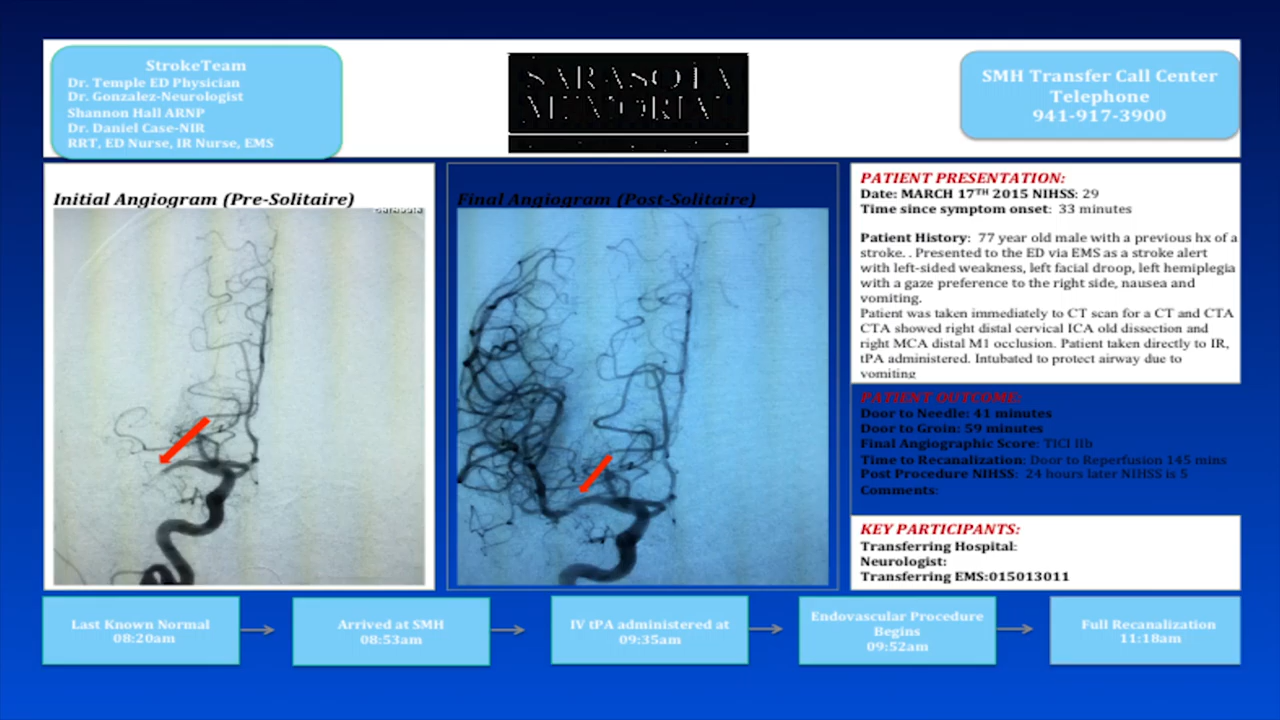 StrokeTeam
Dr. Temple ED Physician
Dr. Gonzalez-Neurologist
Shannon Hall ARNP
Dr. Daniel Case-NIR
RRT, ED Nurse, IR Nurse, EMS
SARASOTA
MEMORIAL
SMH Transfer Call Center
Telephone
941-917-3900
Initial Angiogram (Pre-Solitaire)
Final Angiogram (Post-Solitaire)
PATIENT PRESENTATION:
Date: MARCH 17TH 2015 NIHSS: 29
Time since symptom onset: 33 minutes
Patient History: 77 year old male with a previous hx of a
stroke. . Presented to the ED via EMS as a stroke alert
with left-sided weakness, left facial droop, left hemiplegia
with a gaze preference to the right side, nausea and
vomiting.
Patient was taken immediately to CT scan for a CT and CTA
CTA showed right distal cervical ICA old dissection and
right MCA distal M1 occlusion. Patient taken directly to IR,
tPA administered. Intubated to protect airway due to
vomiting
PATIENT OUTCOME:
Door to Needle: 41 minutes
Door to Groin: 59 minutes
Final Angiographic Score: TICI IIb
Time to Recanalization: Door to Reperfusion 145 mins
Post Procedure NIHSS: 24 hours later NIHSS is 5
Comments:
KEY PARTICIPANTS:
Transferring Hospital:
Neurologist:
Transferring EMS:015013011
Last Known Normal
08:20am
Arrived at SMH
08:53am
IV tPA administered at
09:35am
Endovascular Procedure
Begins
09:52am
Full Recanalization
11:18am